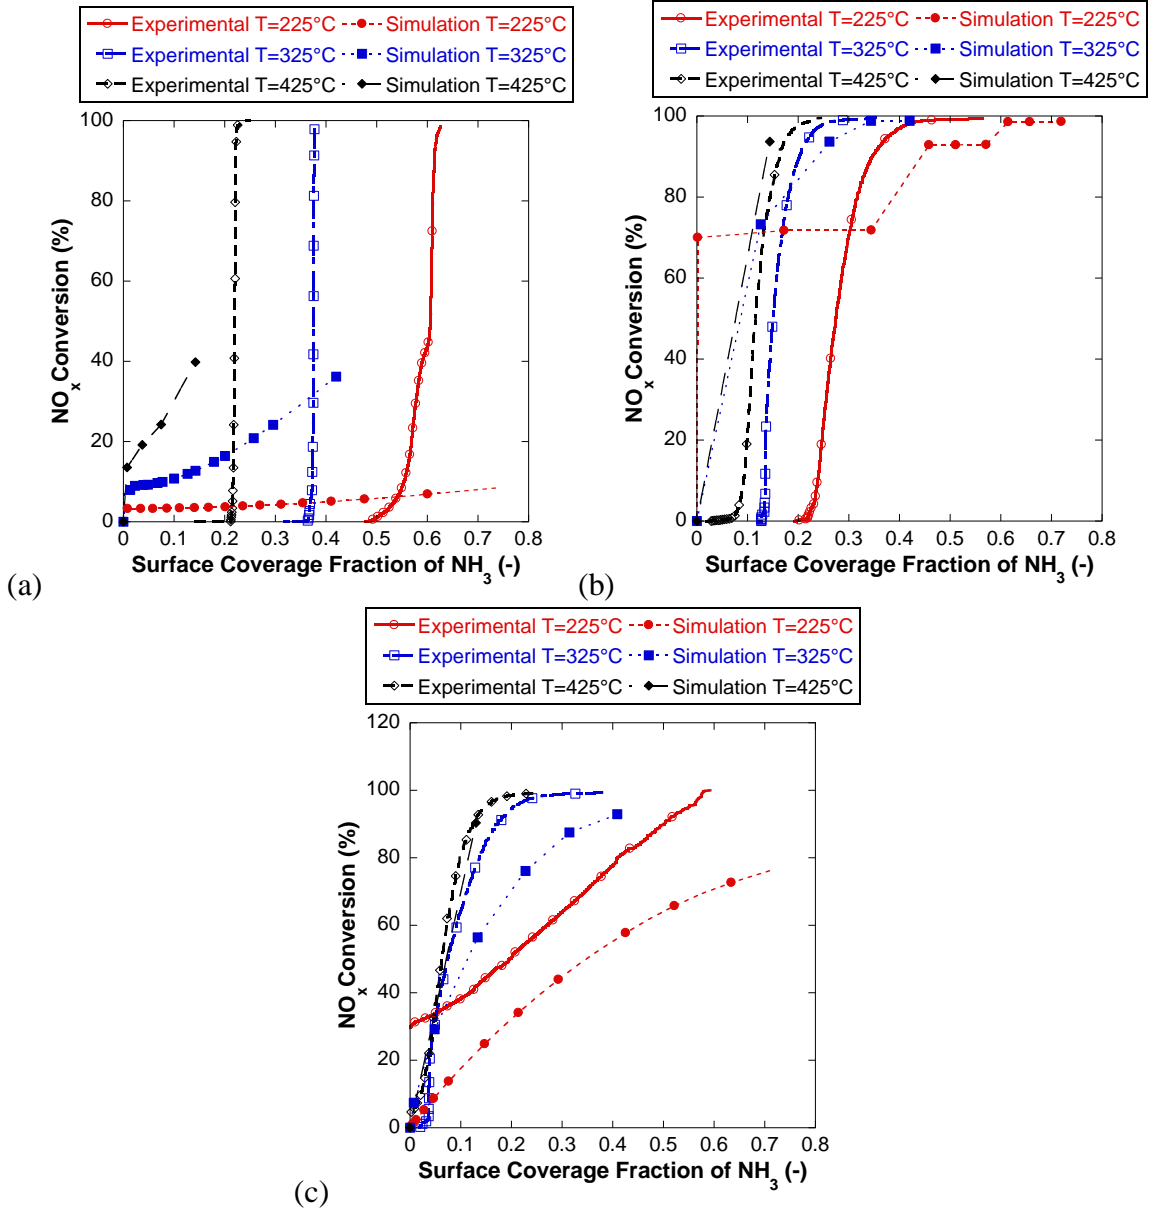 Experimental T=225°C Simulation T=225°C
Experimental T=325°C Simulation T=325°C
Experimental T=425°C Simulation T=425°C
100
80
60
40
20
0
NOx Conversion (%)
0 0.1 0.2 0.3 0.4 0.5 0.6 0.7 0.8
Surface Coverage Fraction of NH3 (-)
(a)
Experimental T=225°C Simulation T=225°C
Experimental T=325°C Simulation T=325°C
Experimental T=425°C Simulation T=425°C
100
80
60
40
20
0
NOx Conversion (%)
0 0.1 0.2 0.3 0.4 0.5 0.6 0.7 0.8
Surface Coverage Fraction of NH3 (-)
(b)
Experimental T=225°C Simulation T=225°C
Experimental T=325°C Simulation T=325°C
Experimental T=425°C Simulation T=425°C
120
100
80
60
40
20
0
NOx Conversion (%)
0 0.1 0.2 0.3 0.4 0.5 0.6 0.7 0.8
Surface Coverage Fraction of NH3 (-)
(c)